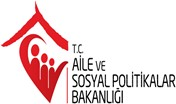 T.C.
AİLE VE
SOSYAL POLİTİKALAR
BAKANLIĞI